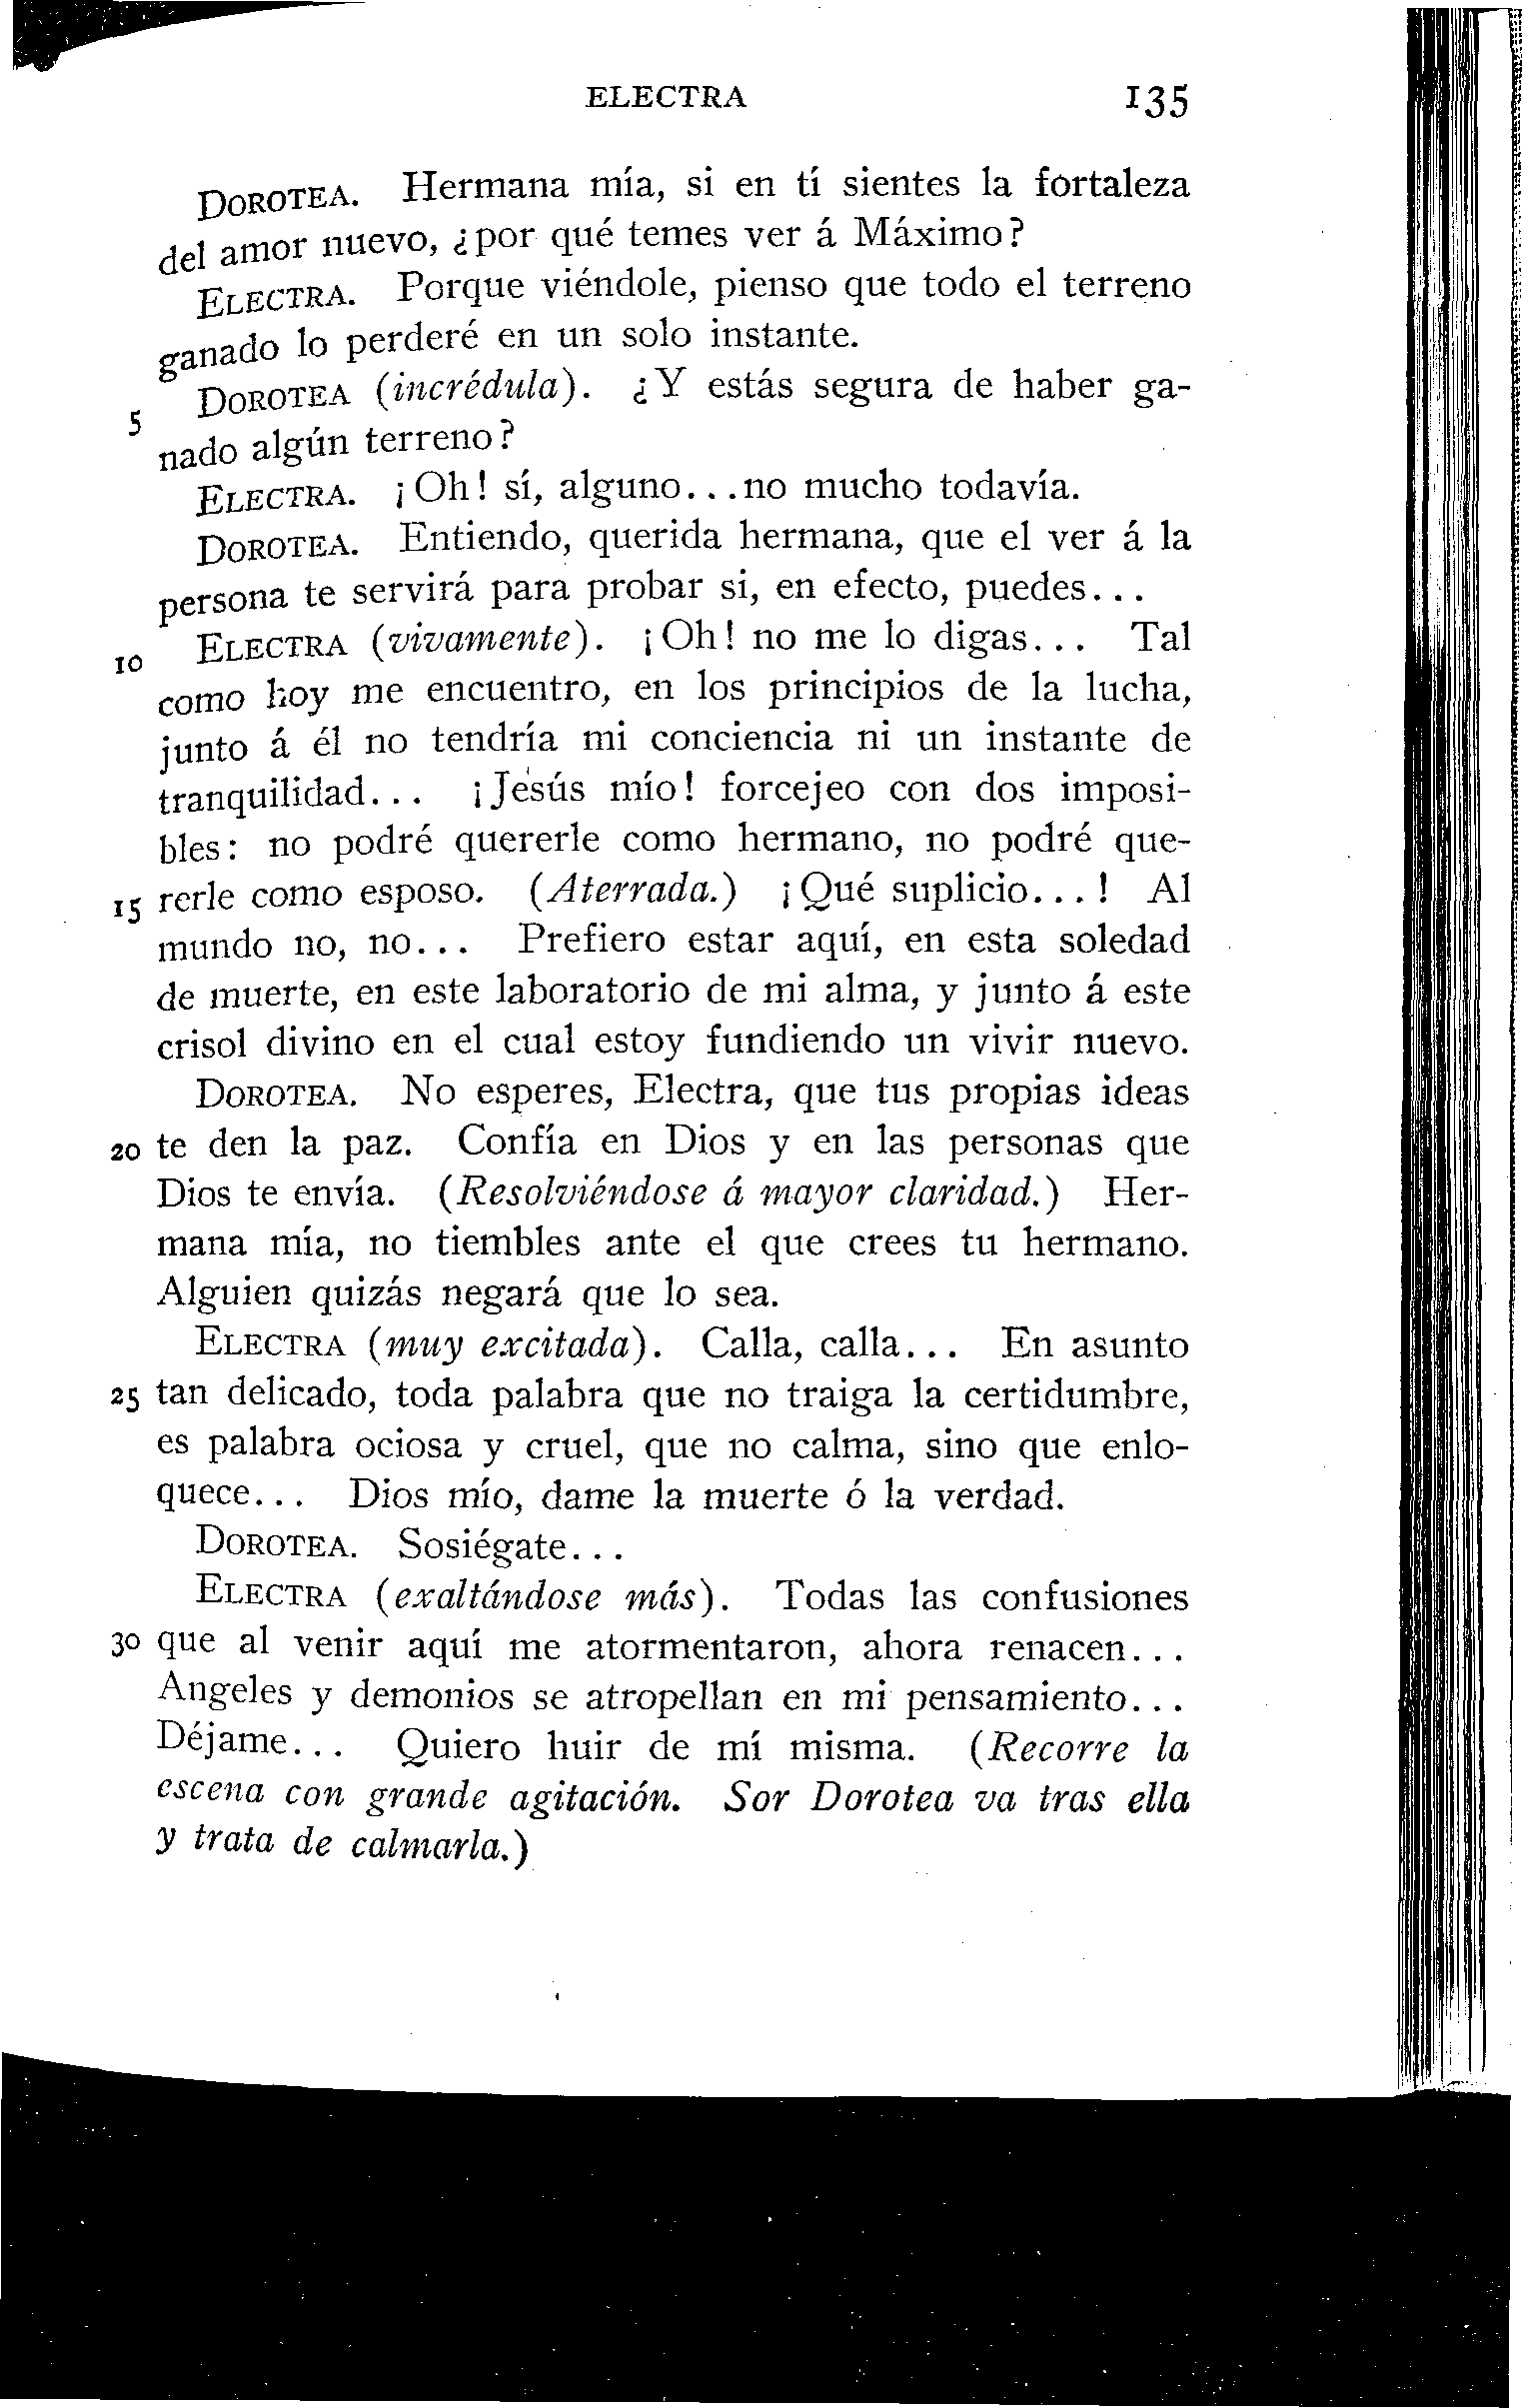 ELECTRA 135
DOROTEA. Hermana mía, si en tí sientes la fortaleza
del amor nuevo, ¿por qué temes ver á Máximo?
ELECTRA. Porque viéndole, pienso que todo el terreno
ganado lo perderé en un solo instante.
5 DOROTEA (incrédula). ¿Y estás segura de haber ga-
nado algún terreno?
ELECTRA. ¡Oh! sí, alguno...no mucho todavía.
DOROTEA. Entiendo, querida hermana, que el ver á la
persona te servirá para probar si, en efecto, puedes...
10 ELECTRA (vivamente). ¡Oh! no me lo digas... Tal
como hoy me encuentro, en los principios de la lucha,
junto á él no tendría mi conciencia ni un instante de
tranquilidad... ¡Jesús mío! forcejeo con dos imposi-
bles: no podré quererle como hermano, no podré que-
15 rerle como esposo. (Aterrada.) ¡Qué suplicio...! Al
mundo no, no... Prefiero estar aquí, en esta soledad
de muerte, en este laboratorio de mi alma, y junto á este
crisol divino en el cual estoy fundiendo un vivir nuevo.
DOROTEA. No esperes, Electra, que tus propias ideas
20 te den la paz. Confía en Dios y en las personas que
Dios te envía. (Resolviéndose á mayor claridad.) Her-
mana mía, no tiembles ante el que crees tu hermano.
Alguien quizás negará que lo sea.
ELECTRA (muy excitada). Calla, calla... En asunto
25 tan delicado, toda palabra que no traiga la certidumbre,
es palabra ociosa y cruel, que no calma, sino que enlo-
quece... Dios mío, dame la muerte ó la verdad.
DOROTEA. Sosiégate...
ELECTRA (exaltándose más). Todas las confusiones
30 que al venir aquí me atormentaron, ahora renacen...
Angeles y demonios se atropellan en mi pensamiento...
Déjame... Quiero huir de mí misma. (Recorre la
escena con grande agitación. Sor Dorotea va tras ella
y trata de calmarla.)